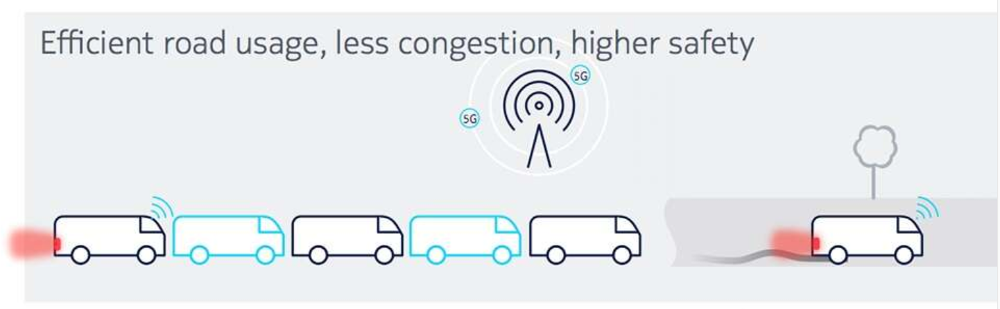 Efficient road usage, less congestion, higher safety
5G
5G